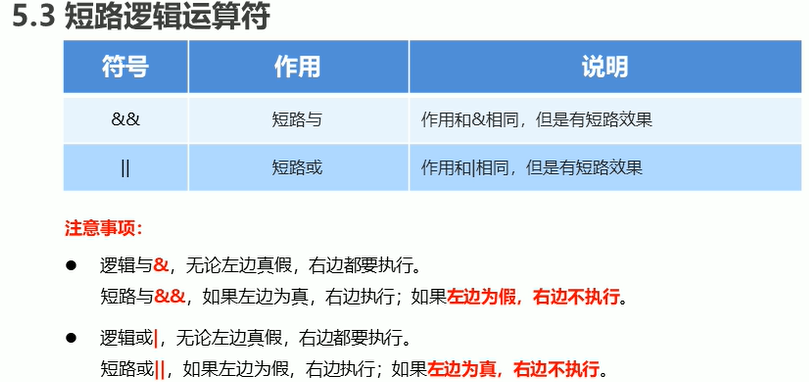 5.3 短路逻辑运算符
符号 作用 说明
&& 短路与 作用和&相同，但是有短路效果
|| 短路或 作用和|相同，但是有短路效果
注意事项：
● 逻辑与&，无论左边真假，右边都要执行。
短路与&&，如果左边为真，右边执行；如果左边为假，右边不执行。
● 逻辑或|，无论左边真假，右边都要执行。
短路或||，如果左边为假，右边执行；如果左边为真，右边不执行。